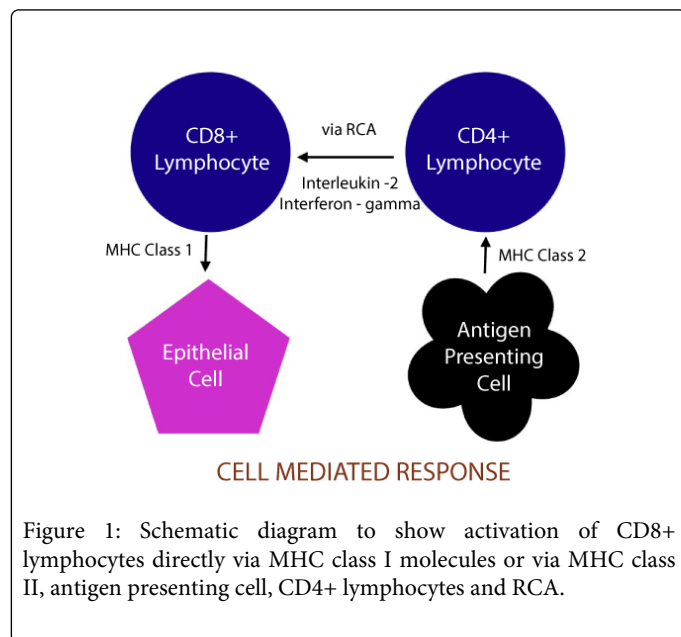 CD8+
Lymphocyte
via RCA
Interleukin -2
Interferon - gamma
CD4+
Lymphocyte
MHC Class 1
MHC Class 2
Epithelial
Cell
Antigen
Presenting
Cell
CELL MEDIATED RESPONSE
Figure 1: Schematic diagram to show activation of CD8+
lymphocytes directly via MHC class I molecules or via MHC class
II, antigen presenting cell, CD4+ lymphocytes and RCA.